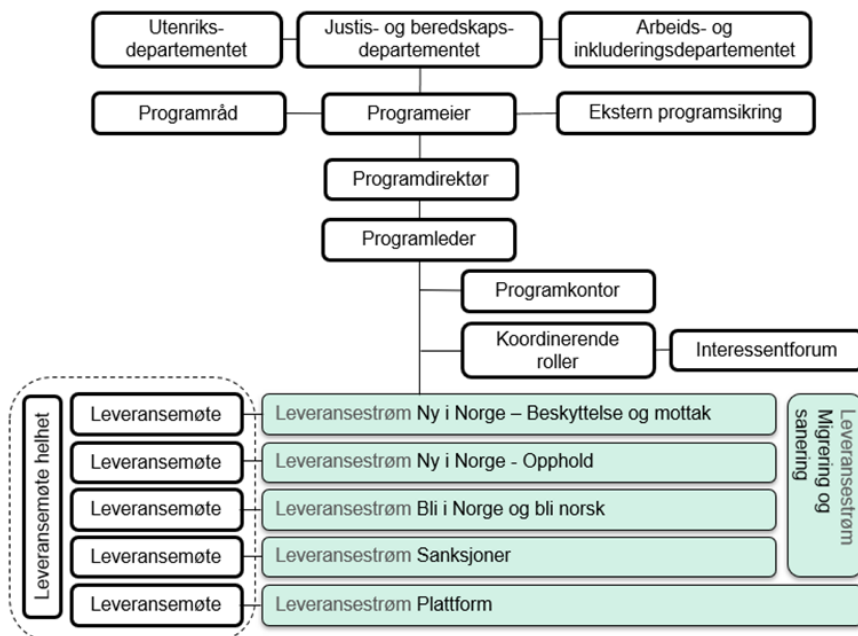 Utenriks-
departementet
Justis- og beredskaps-
departementet
Arbeids- og
inkluderingsdepartementet
Programråd
Programeier
Ekstern programsikring
Programdirektør
Programleder
Programkontor
Koordinerende
roller
Interessentforum
Leveransemøte helhet
Leveransemøte
Leveransestrøm Ny i Norge – Beskyttelse og mottak
Leveransemøte
Leveransestrøm Ny i Norge - Opphold
Leveransemøte
Leveransestrøm Bli i Norge og bli norsk
Leveransemøte
Leveransestrøm Sanksjoner
Leveransemøte
Leveransestrøm Plattform
Leveransestrøm
Migrering og
sanering